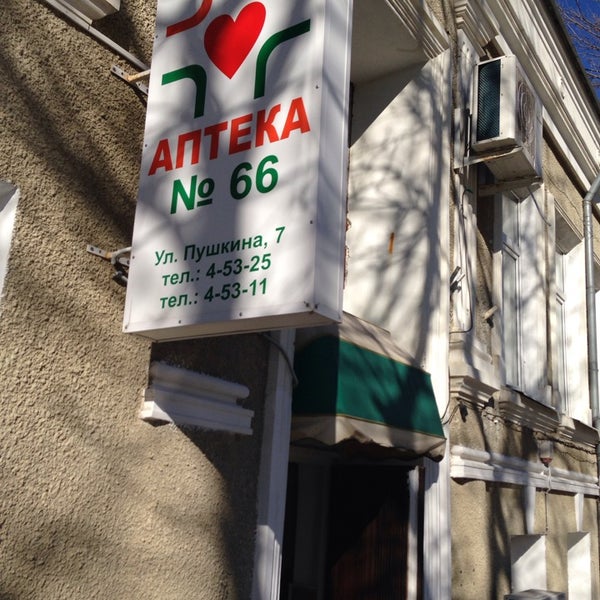 АПТЕКА
№ 66
Ул. Пушкина, 7
тел.: 4-53-25
тел.: 4-53-11